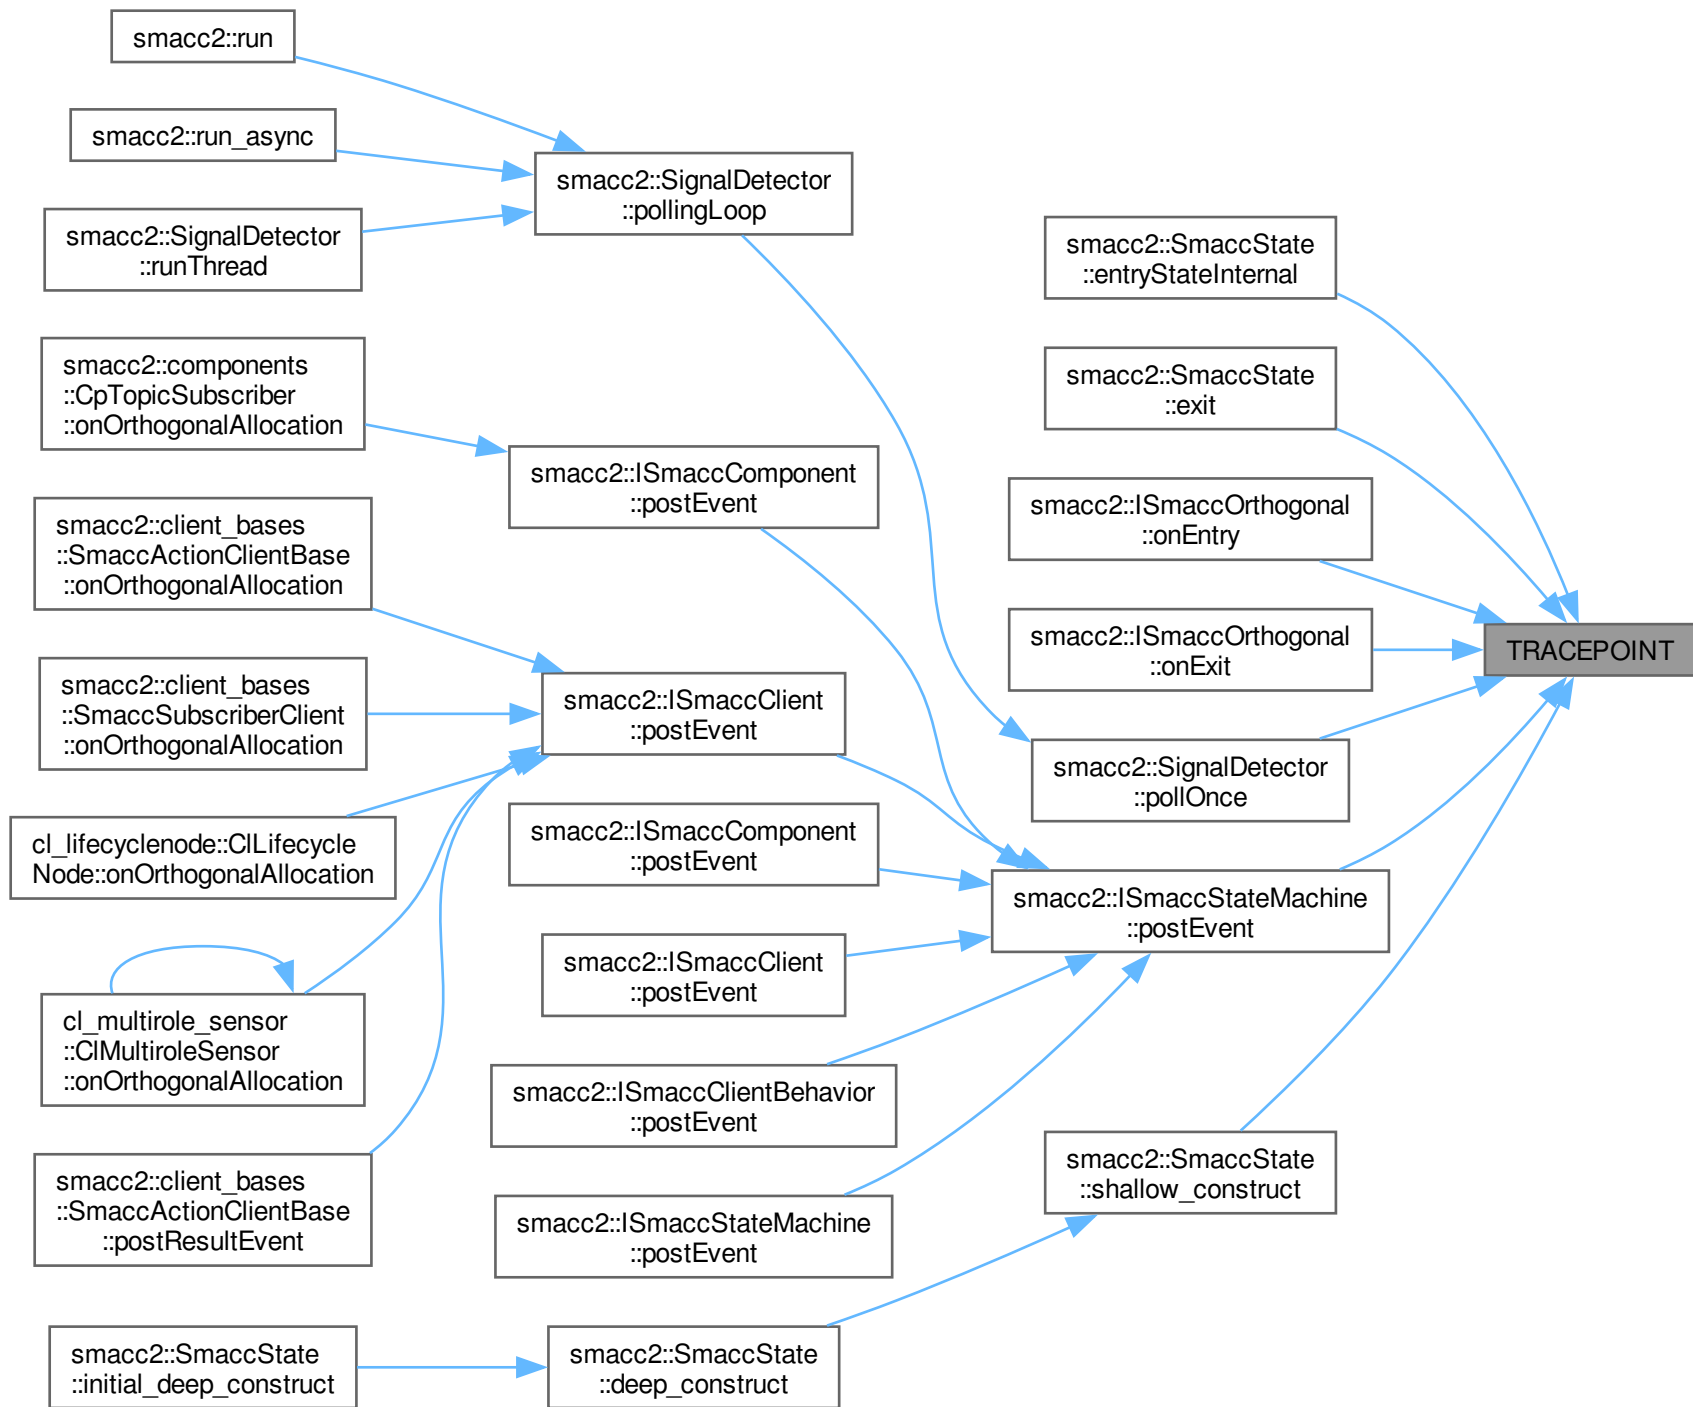 smacc2::run
smacc2::run_async
smacc2::SignalDetector
::runThread
smacc2::components
::CpTopicSubscriber
::onOrthogonalAllocation
smacc2::client_bases
::SmaccActionClientBase
::onOrthogonalAllocation
smacc2::client_bases
::SmaccSubscriberClient
::onOrthogonalAllocation
cl_lifecyclenode::ClLifecycle
Node::onOrthogonalAllocation
cl_multirole_sensor
::ClMultiroleSensor
::onOrthogonalAllocation
smacc2::client_bases
::SmaccActionClientBase
::postResultEvent
smacc2::SmaccState
::initial_deep_construct
smacc2::SignalDetector
::pollingLoop
smacc2::ISmaccComponent
::postEvent
smacc2::ISmaccClient
::postEvent
smacc2::ISmaccComponent
::postEvent
smacc2::ISmaccClient
::postEvent
smacc2::ISmaccClientBehavior
::postEvent
smacc2::ISmaccStateMachine
::postEvent
smacc2::SmaccState
::deep_construct
smacc2::SmaccState
::entryStateInternal
smacc2::SmaccState
::exit
smacc2::ISmaccOrthogonal
::onEntry
smacc2::ISmaccOrthogonal
::onExit
smacc2::SignalDetector
::pollOnce
smacc2::ISmaccStateMachine
::postEvent
smacc2::SmaccState
::shallow_construct
TRACEPOINT